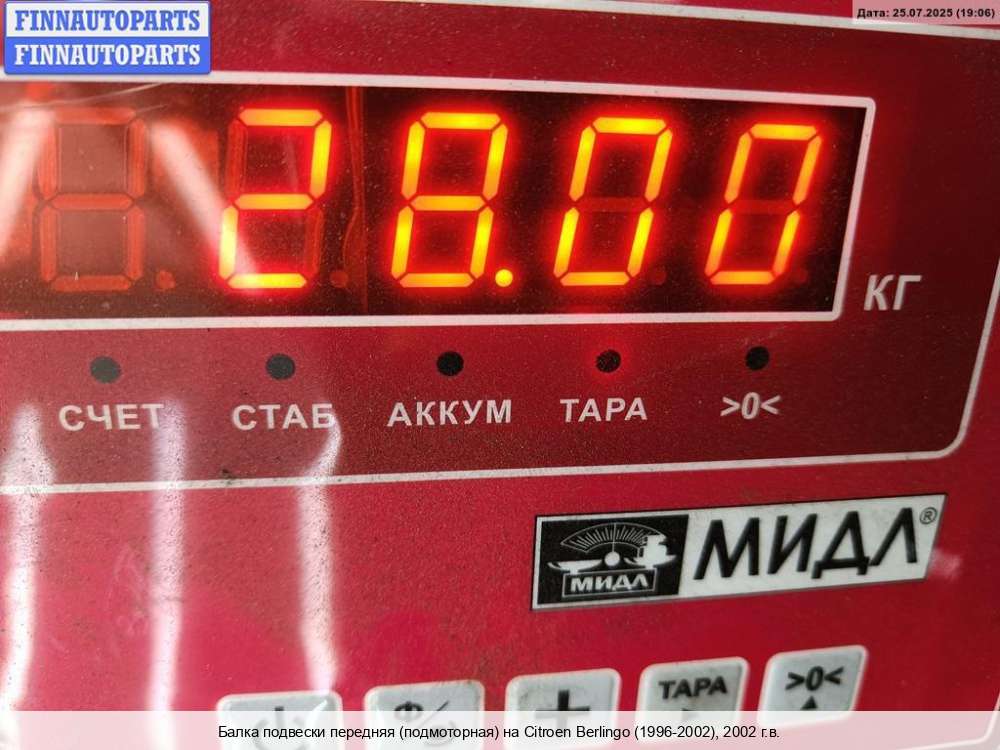 FINNAUTOPARTS
FINNAUTOPARTS
Дата: 25.07.2025 (19:06)
28.00
КГ
СЧЕТ СТАБ АККУМ ТАРА >0<
МИДЛ МИДЛ®
ТАРА >0<
Балка подвески передняя (подмоторная) на Citroen Berlingo (1996-2002), 2002 г.в.